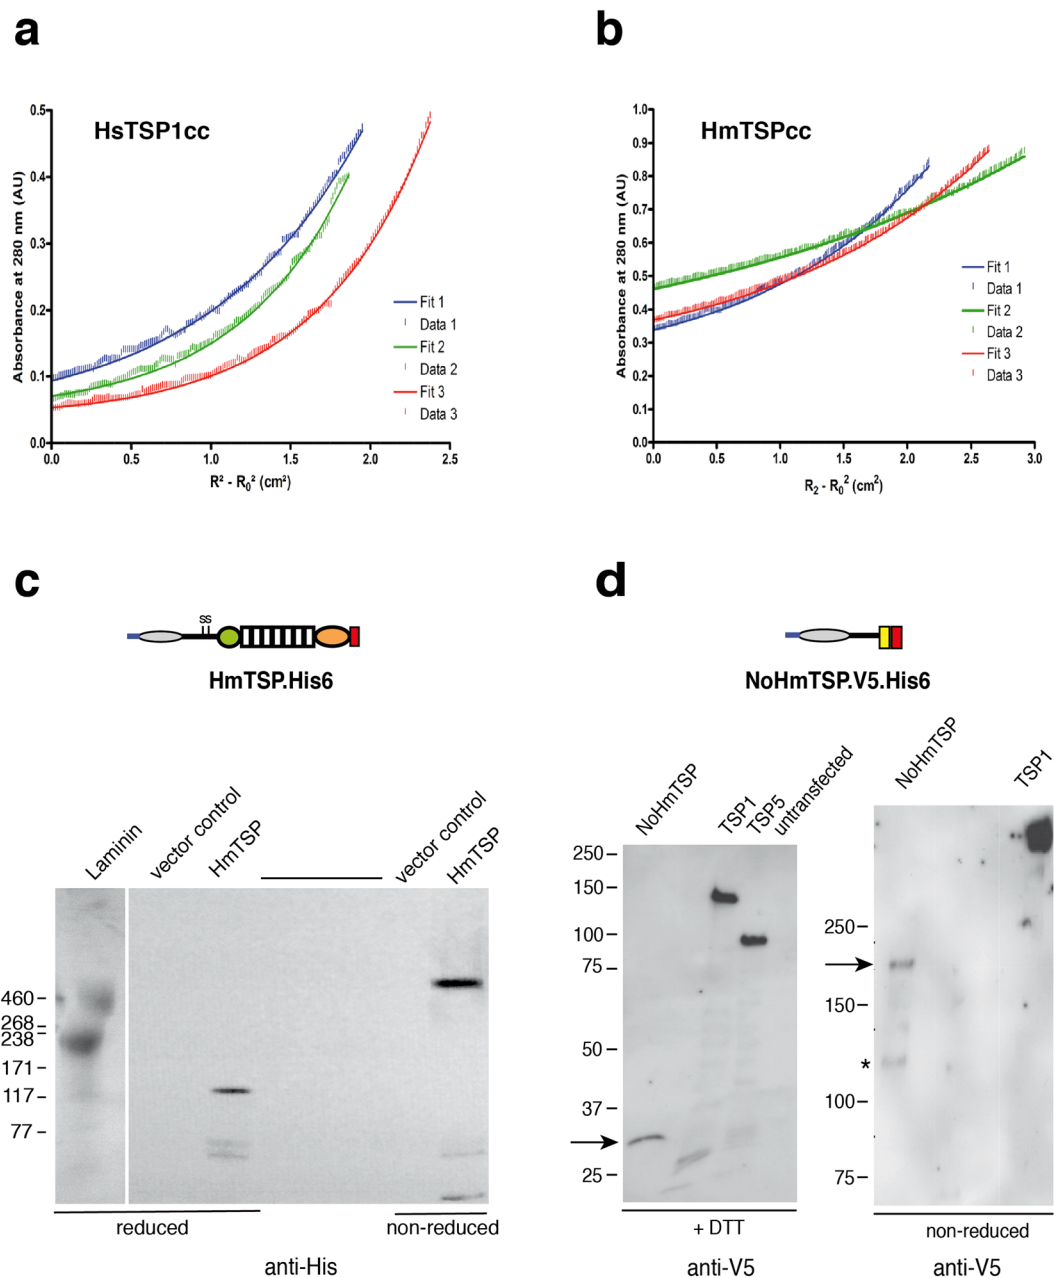 a
HsTSP1cc
Absorbance at 280 nm (AU)
0.5
0.4
0.3
0.2
0.1
0.0
0.0 0.5 1.0 1.5 2.0 2.5
R² - R₀² (cm²)
Fit 1
Data 1
Fit 2
Data 2
Fit 3
Data 3
b
HmTSPcc
Absorbance at 280 nm (AU)
1.0
0.9
0.8
0.7
0.6
0.5
0.4
0.3
0.2
0.1
0.0
0.0 0.5 1.0 1.5 2.0 2.5 3.0
R₂ - R₀² (cm²)
Fit 1
Data 1
Fit 2
Data 2
Fit 3
Data 3
c
SS
HmTSP.His6
Laminin
vector control
HmTSP
vector control
HmTSP
460
268
238
171
117
77
reduced
non-reduced
anti-His
d
NoHmTSP.V5.His6
NoHmTSP
TSP1
TSP5
untransfected
250
150
100
75
50
37
25
+ DTT
anti-V5
NoHmTSP
TSP1
250
150
*
100
75
non-reduced
anti-V5